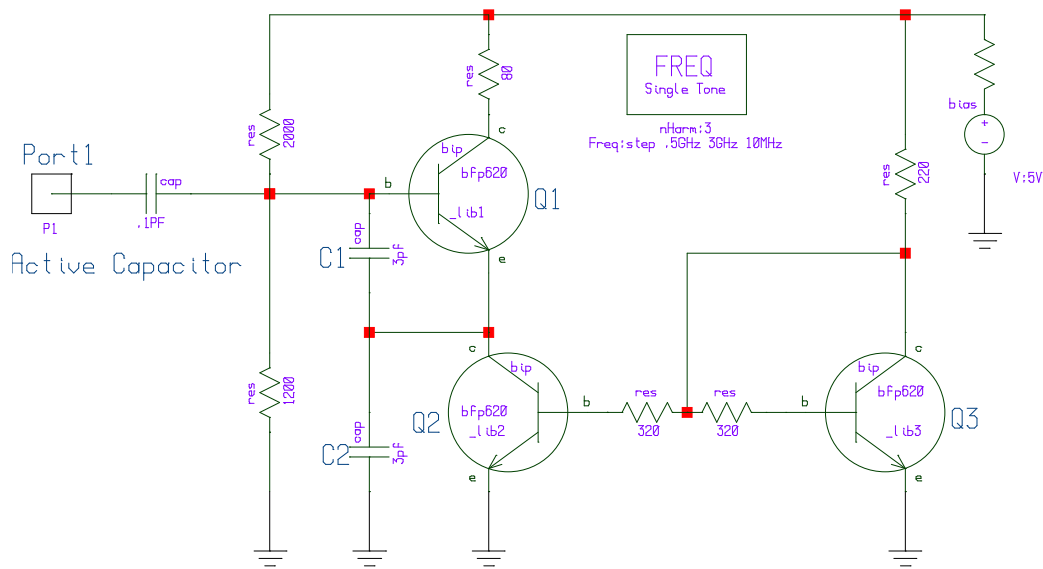 FREQ
Single Tone
nHarm:3
Freq:step .5GHz 3GHz 10MHz
res
80
res
2000
bias
+
-
V:5V
Port1
P1
cap
.1PF
Active Capacitor
b
c
bip
bfp620
_lib1
e
Q1
res
220
C1
cap
3pf
res
1200
C2
cap
3pf
c
bip
bfp620
_lib2
b
e
Q2
res
320
res
320
b
c
bip
bfp620
_lib3
e
Q3